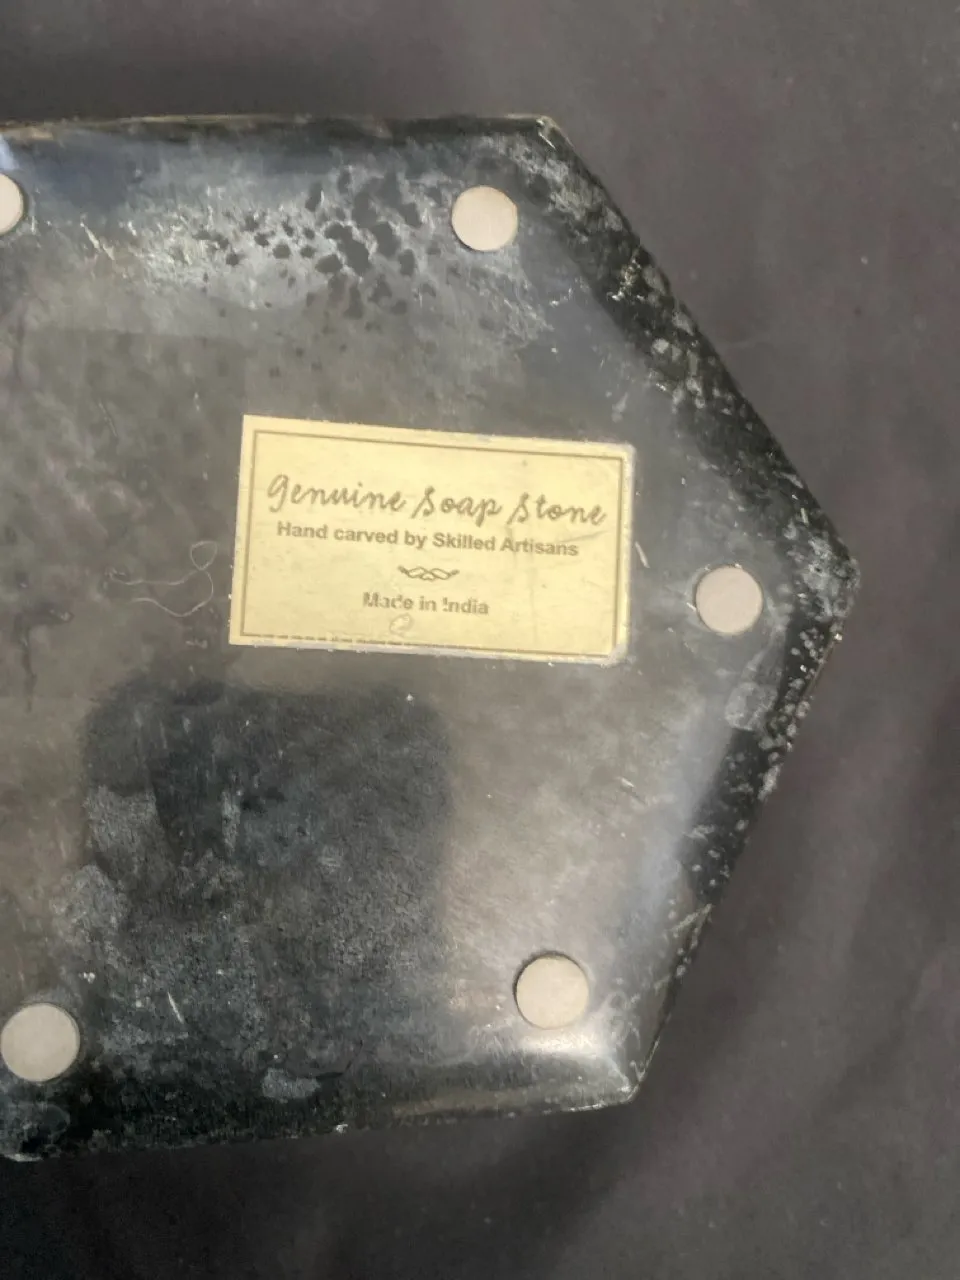 Genuine Soap Stone
Hand carved by Skilled Artisans
Made in India